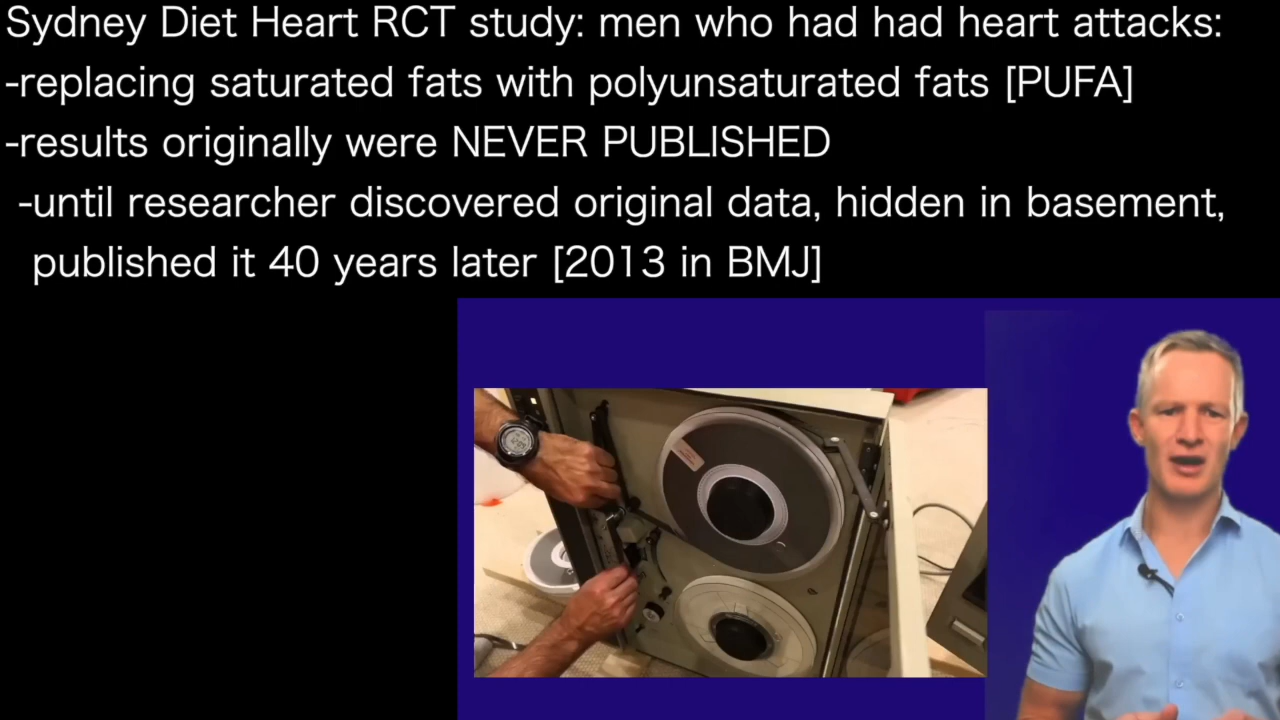 Sydney Diet Heart RCT study: men who had had heart attacks:
-replacing saturated fats with polyunsaturated fats [PUFA]
-results originally were NEVER PUBLISHED
-until researcher discovered original data, hidden in basement,
published it 40 years later [2013 in BMJ]